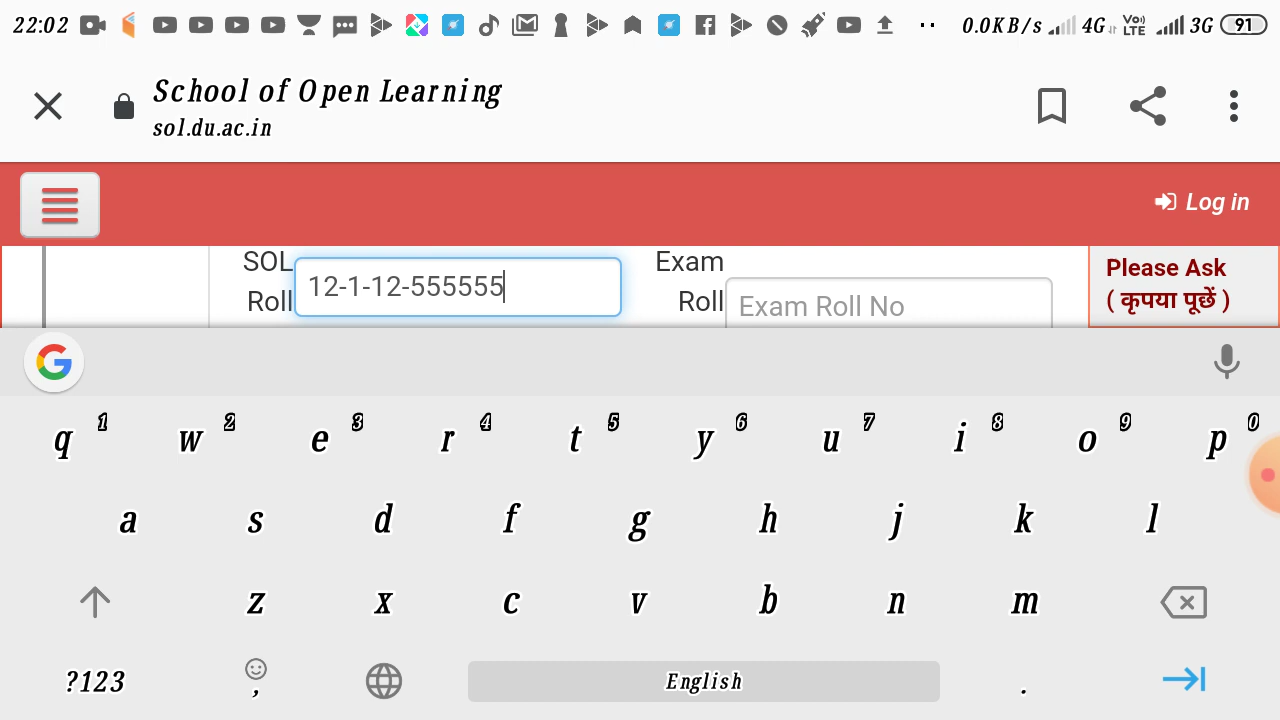 22:02
0.0KB/s 4G VoLTE 3G 91
School of Open Learning
sol.du.ac.in
Log in
SOL Roll
12-1-12-555555
Exam Roll
Exam Roll No
Please Ask
( कृपया पूछें )
q 1 w 2 e 3 r 4 t 5 y 6 u 7 i 8 o 9 p 0
a s d f g h j k l
z x c v b n m
?123 , English .